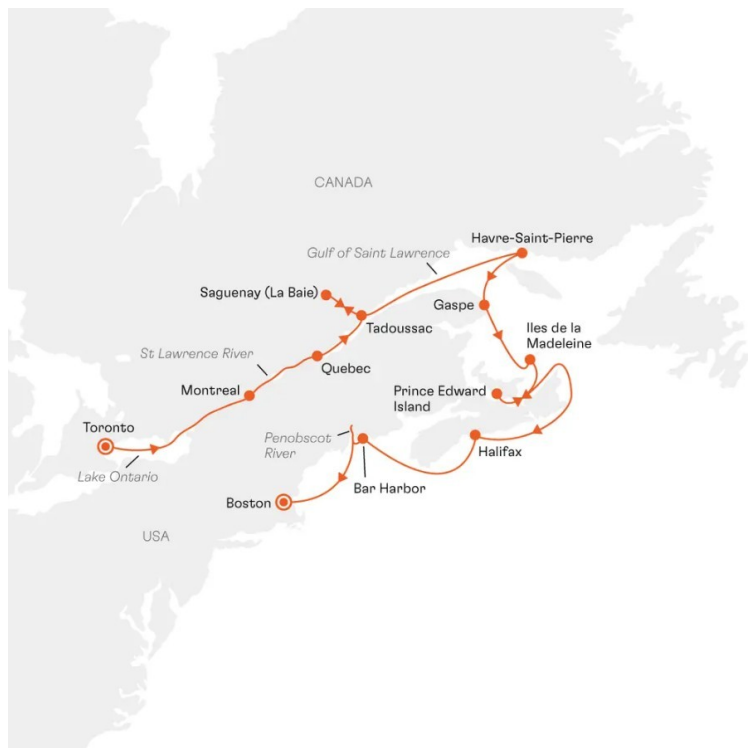 CANADA
Havre-Saint-Pierre
Gulf of Saint Lawrence
Saguenay (La Baie)
Gaspe
Tadoussac
Iles de la
Madeleine
St Lawrence River
Quebec
Montreal
Prince Edward
Island
Toronto
Penobscot
River
Halifax
Lake Ontario
Bar Harbor
Boston
USA